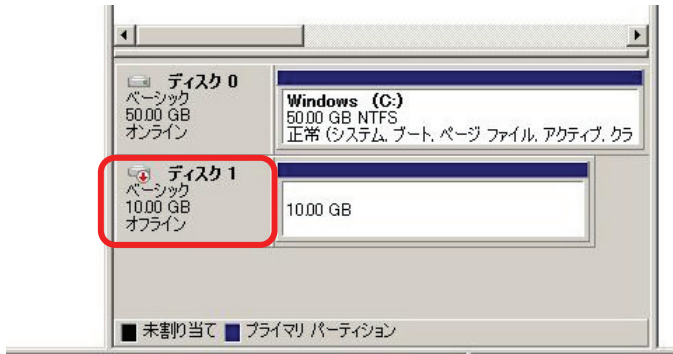 ディスク 0
ベーシック
50.00 GB
オンライン
Windows (C:)
50.00 GB NTFS
正常 (システム, ブート, ページ ファイル, アクティブ, クラ
ディスク 1
ベーシック
10.00 GB
オフライン
10.00 GB
未割り当て プライマリ パーティション